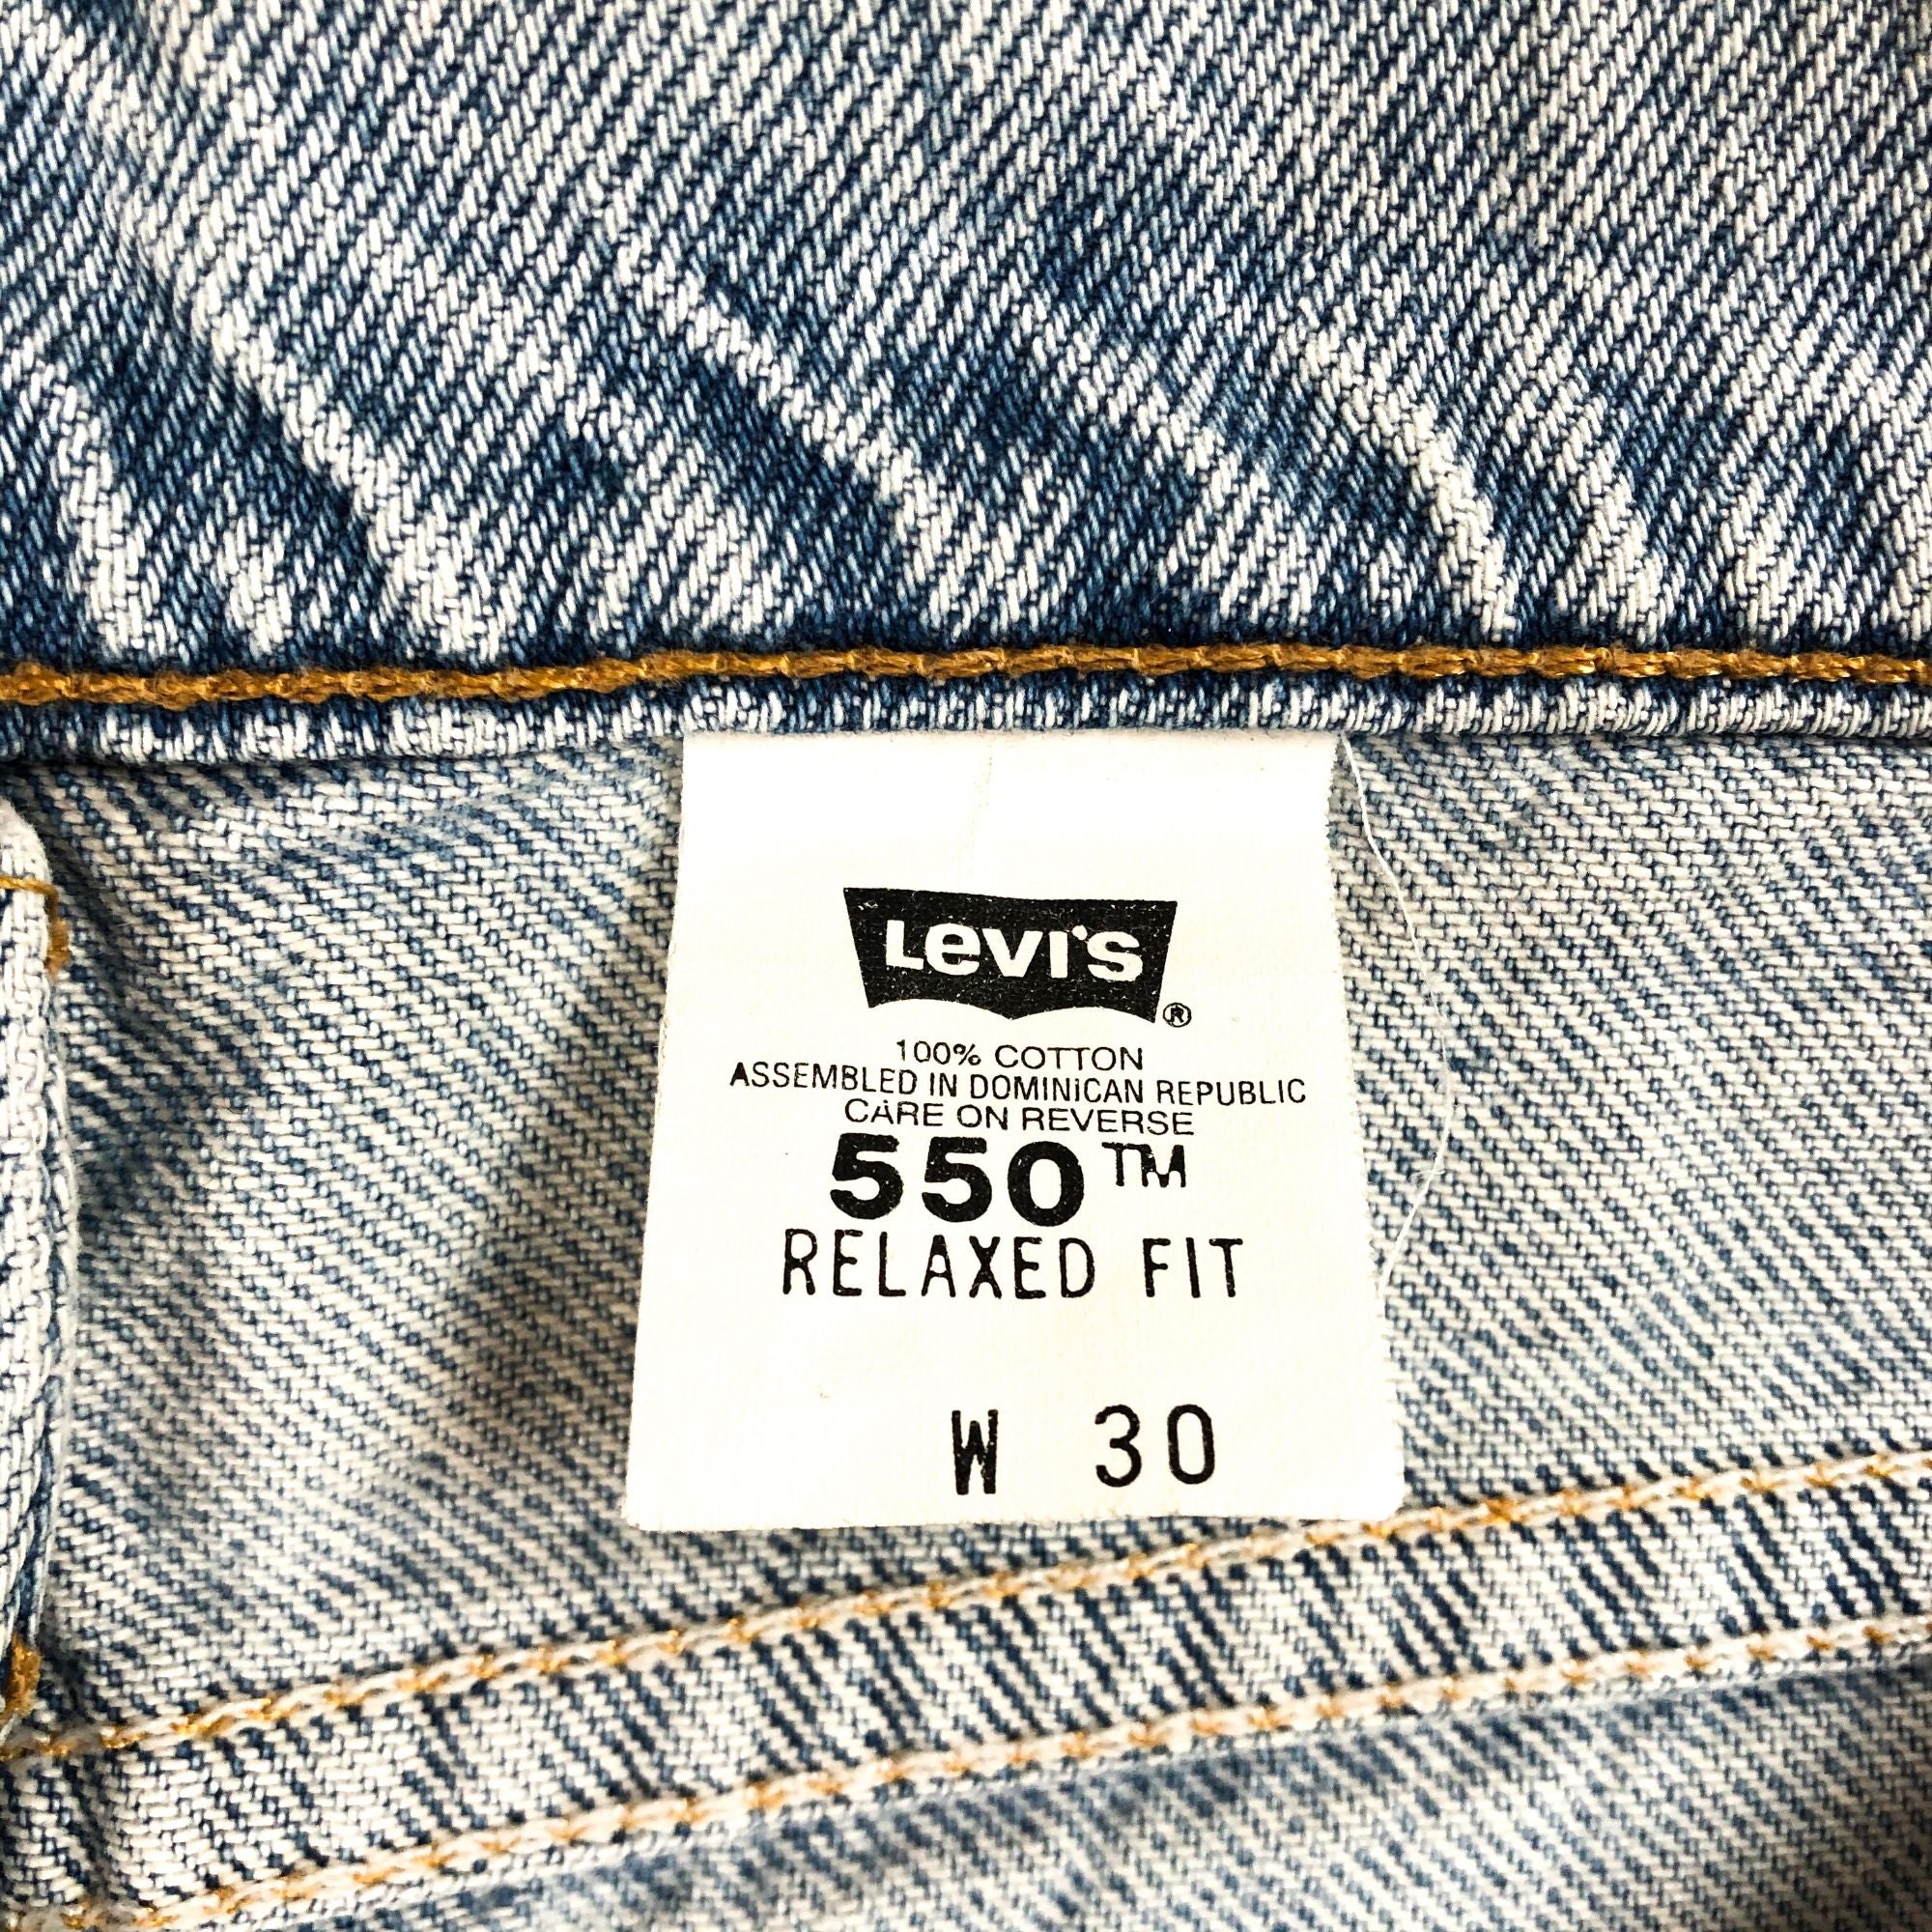 Levi's ®
100% COTTON
ASSEMBLED IN DOMINICAN REPUBLIC
CARE ON REVERSE
550™
RELAXED FIT
W 30